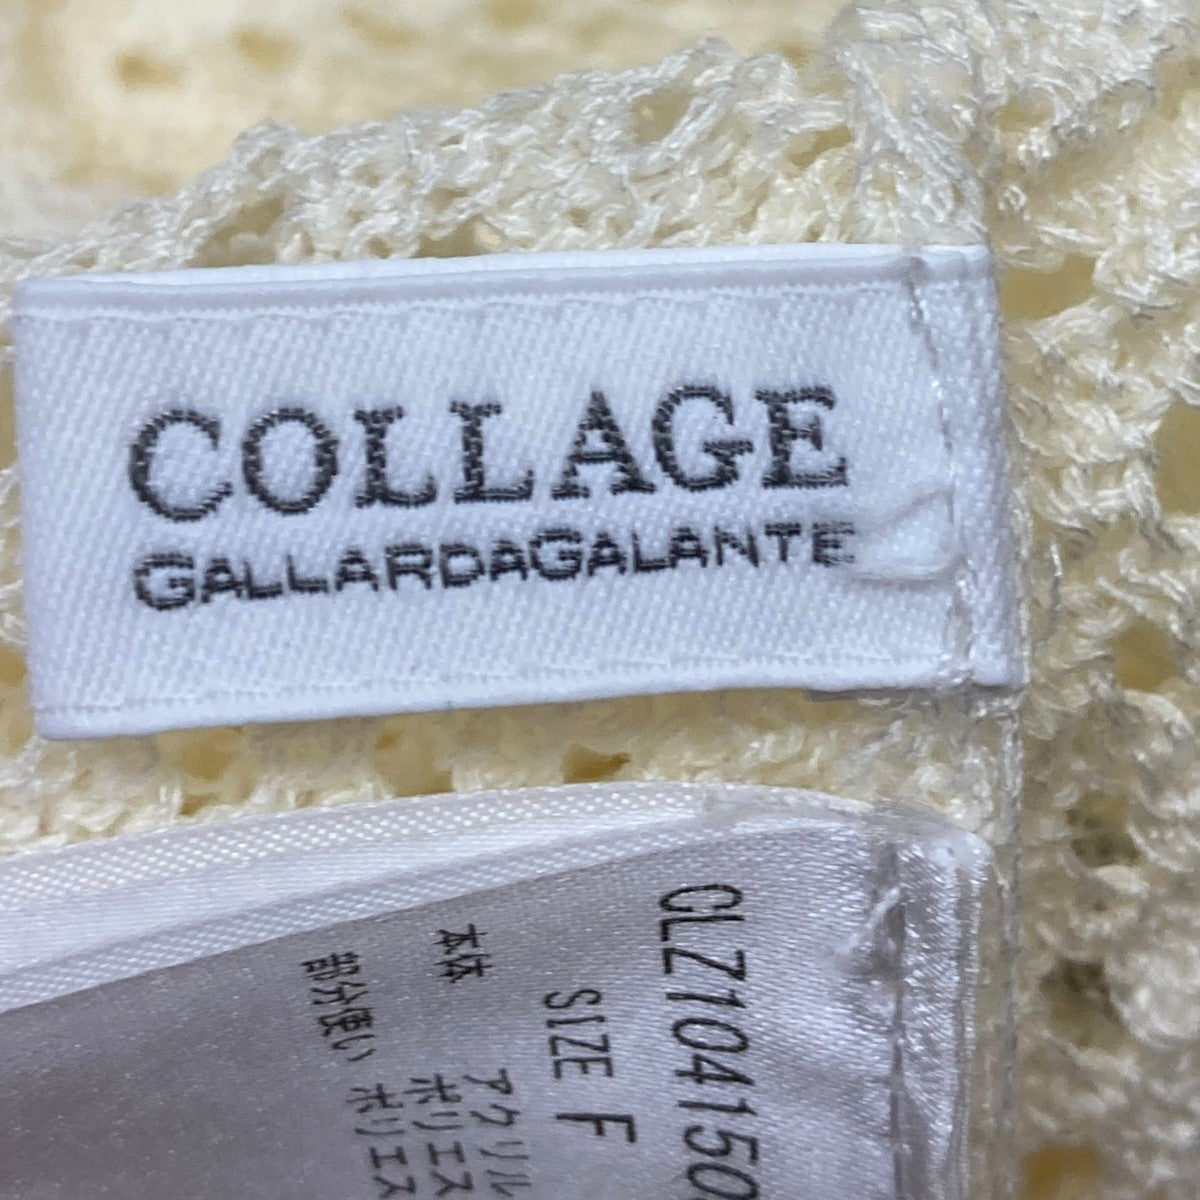 COLLAGE
GALLARDAGALANTE
CLZ104150
SIZE F
本体 アクリル
ポリエス
部分使い ポリエス